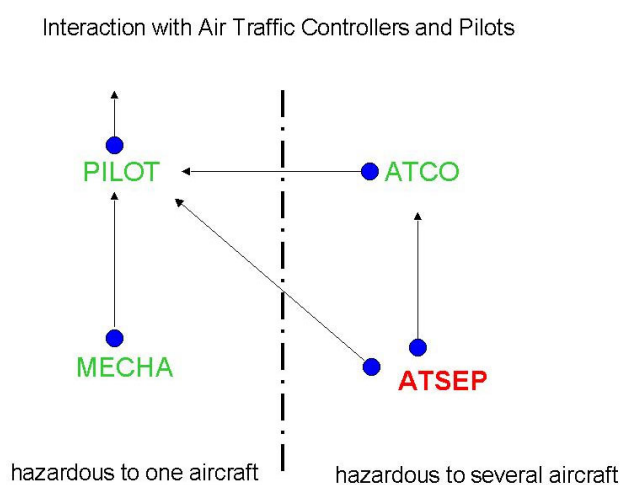 Interaction with Air Traffic Controllers and Pilots
PILOT
ATCO
MECHA
ATSEP
hazardous to one aircraft
hazardous to several aircraft